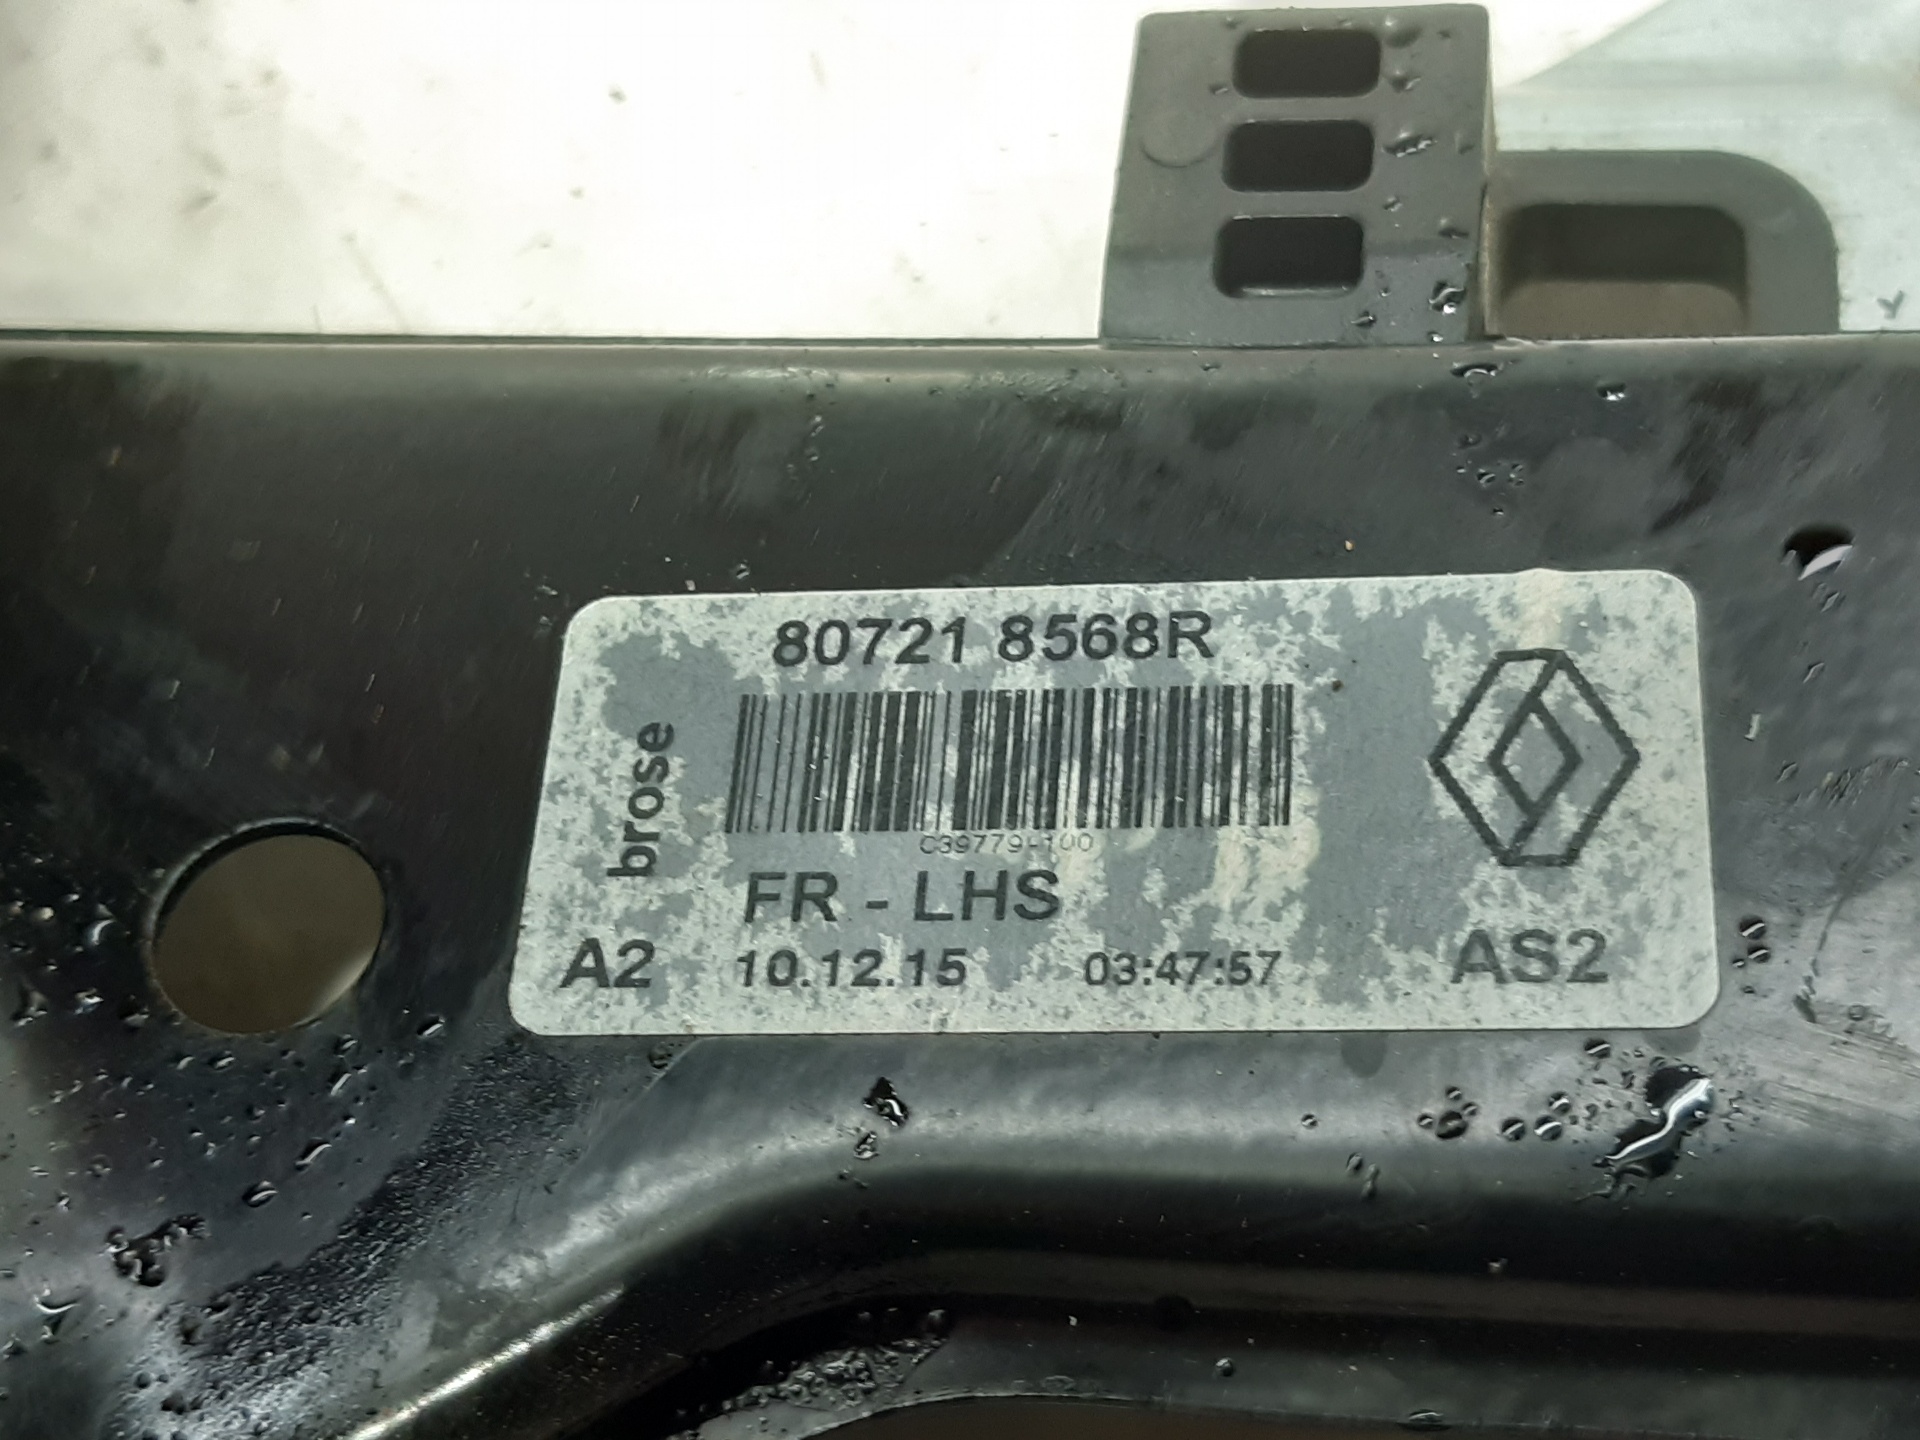 80721 8568R
brose
C39779-100
FR - LHS
A2 10.12.15 03:47:57 AS2